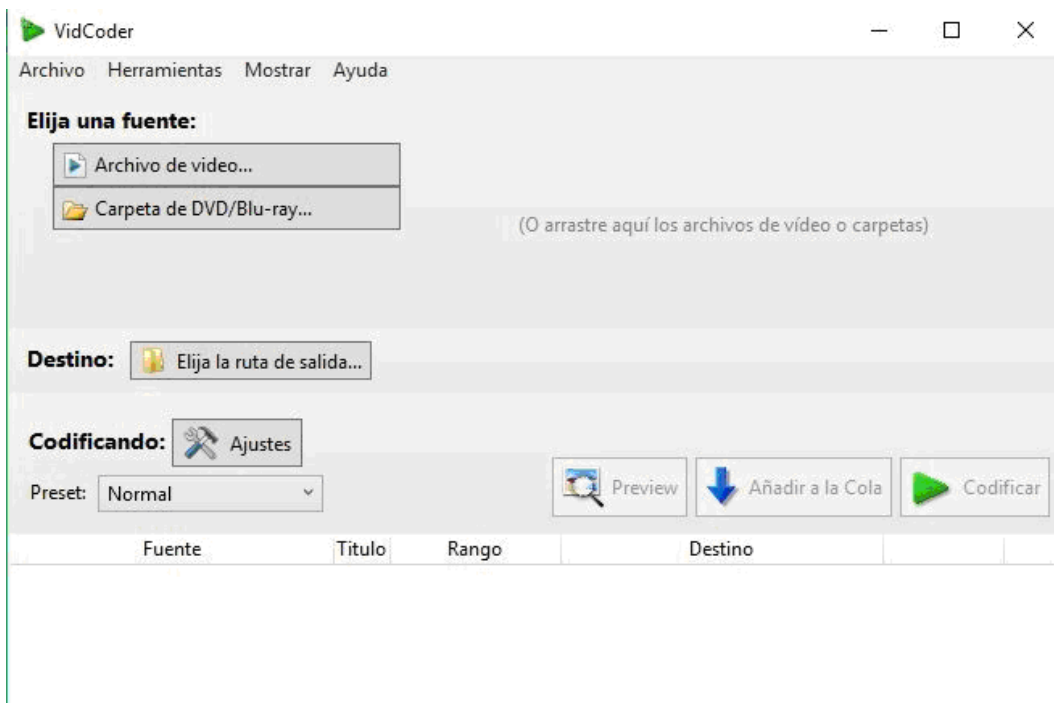 VidCoder
Archivo Herramientas Mostrar Ayuda
Elija una fuente:
Archivo de video...
Carpeta de DVD/Blu-ray...
(O arrastre aquí los archivos de vídeo o carpetas)
Destino: Elija la ruta de salida...
Codificando: Ajustes
Preset: Normal Preview Añadir a la Cola Codificar
Fuente Titulo Rango Destino